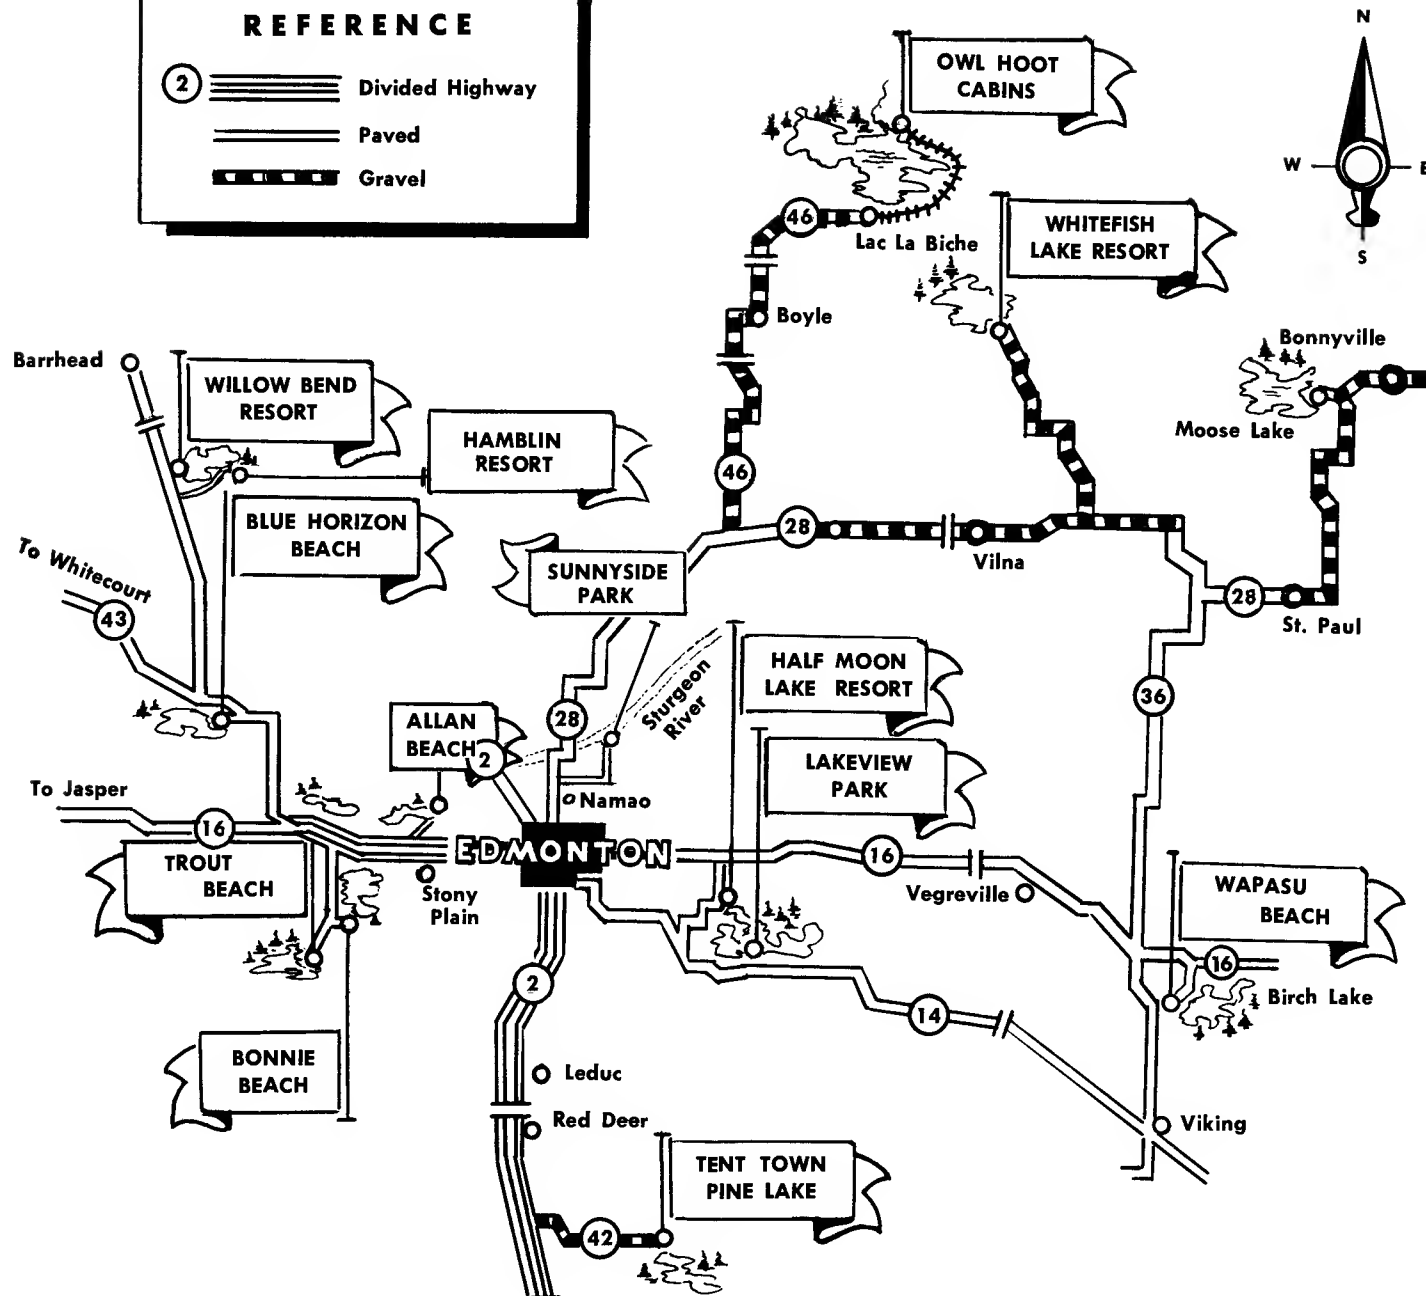 REFERENCE
2 Divided Highway
Paved
Gravel
N
W
E
S
OWL HOOT
CABINS
46
Lac La Biche
WHITEFISH
LAKE RESORT
Boyle
Bonnyville
Moose Lake
Barrhead
WILLOW BEND
RESORT
HAMBLIN
RESORT
46
BLUE HORIZON
BEACH
28
Vilna
To Whitecourt
43
SUNNYSIDE
PARK
28
St. Paul
HALF MOON
LAKE RESORT
Sturgeon
River
36
ALLAN
BEACH
2
28
LAKEVIEW
PARK
To Jasper
Namao
16
EDMONTON
16
TROUT
BEACH
Stony
Plain
Vegreville
WAPASU
BEACH
16
2
Birch Lake
14
BONNIE
BEACH
Leduc
Red Deer
Viking
TENT TOWN
PINE LAKE
42